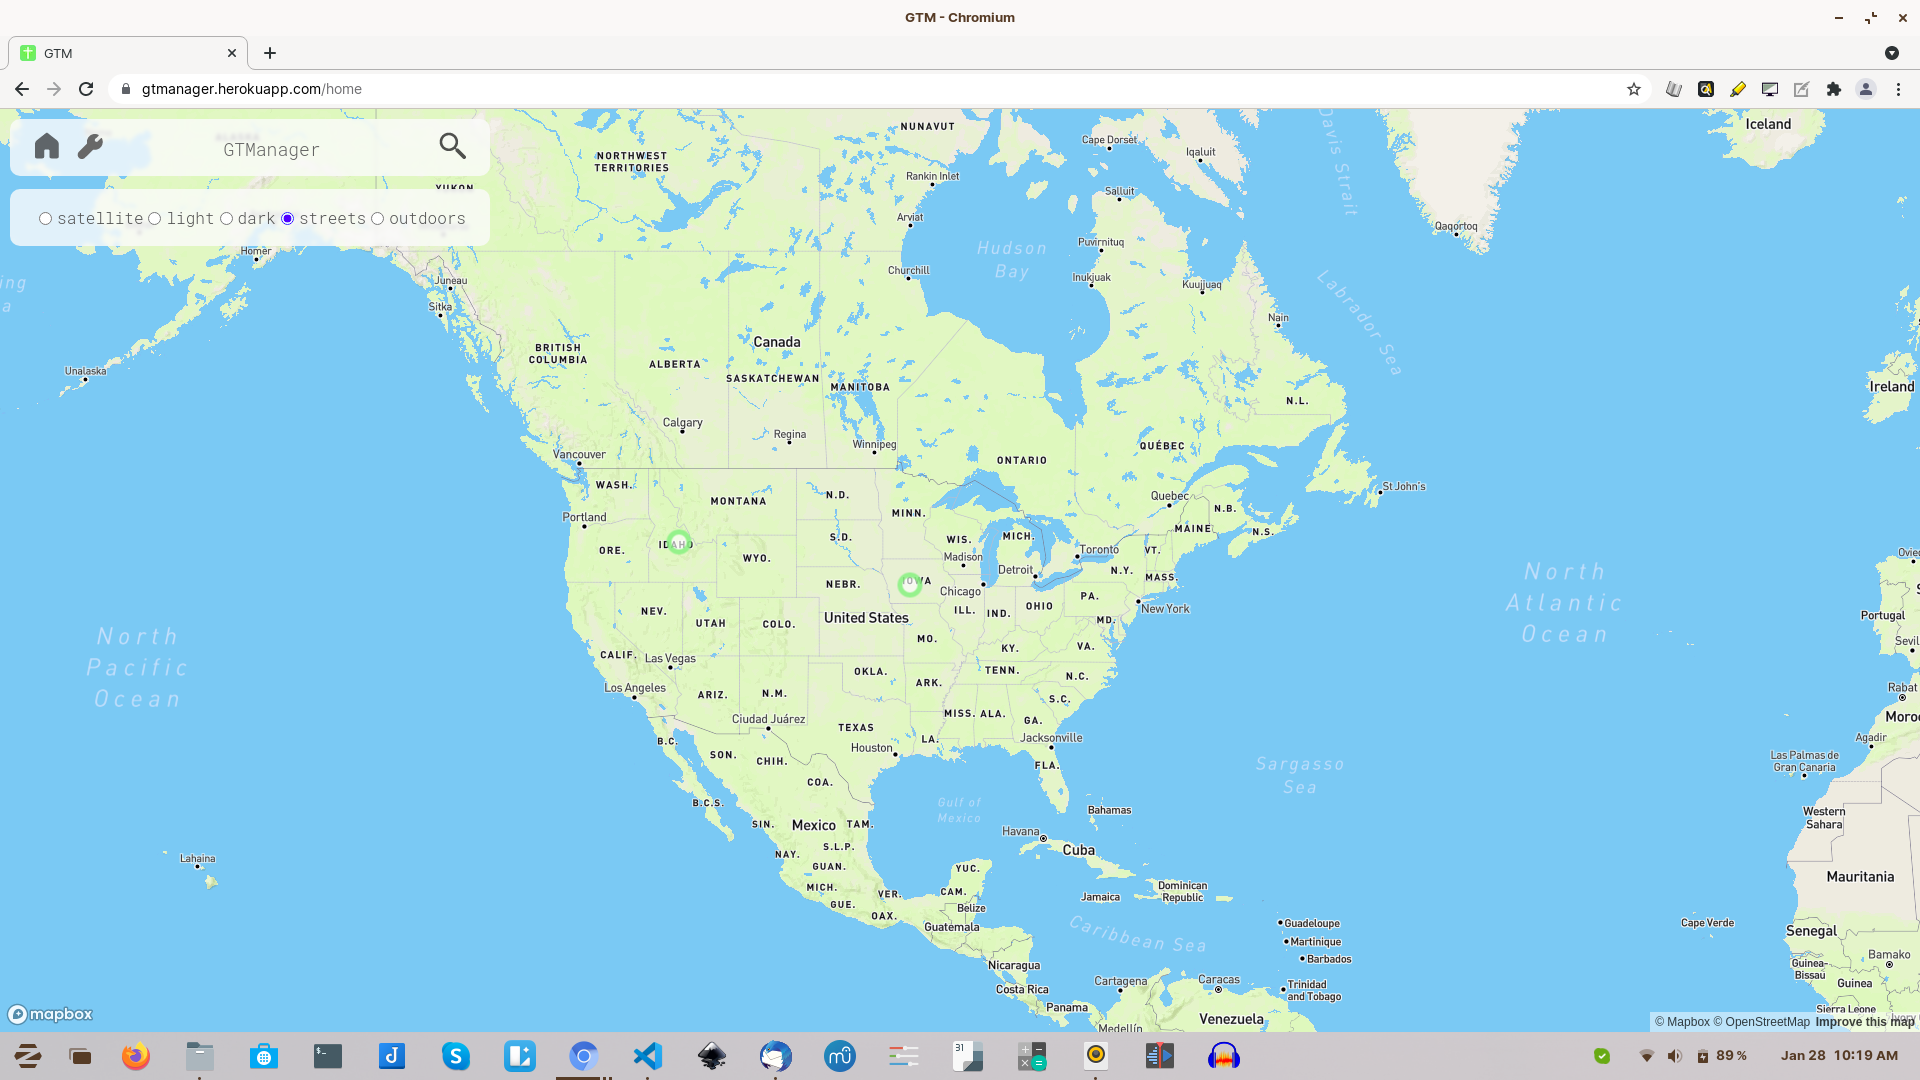 GTM - Chromium
GTM
gtmanager.herokuapp.com/home
GTManager
satellite light dark streets outdoors
YUKON
NORTHWEST
TERRITORIES
NUNAVUT
Rankin Inlet
Arviat
Churchill
Hudson
Bay
Cape Dorset
Iqaluit
Salluit
Puvirnituq
Inukjuak
Kuujjuaq
Nain
Davis Strait
Labrador Sea
Qaqortoq
Iceland
Ireland
Homer
Juneau
Sitka
Unalaska
ing
a
BRITISH
COLUMBIA
ALBERTA
Canada
SASKATCHEWAN
MANITOBA
Calgary
Regina
Winnipeg
Vancouver
ONTARIO
QUÉBEC
N.L.
St John's
Quebec
N.B.
N.S.
MAINE
WASH.
Portland
ORE.
IDAHO
MONTANA
WYO.
N.D.
S.D.
NEBR.
MINN.
IOWA
WIS.
Madison
MICH.
Detroit
Chicago
Toronto
VT.
N.Y.
MASS.
New York
PA.
MD.
OHIO
IND.
ILL.
United States
NEV.
UTAH
COLO.
CALIF.
Las Vegas
Los Angeles
ARIZ.
N.M.
Ciudad Juárez
OKLA.
TEXAS
Houston
MO.
ARK.
LA.
KY.
VA.
TENN.
N.C.
S.C.
MISS.
ALA.
GA.
Jacksonville
FLA.
North
Pacific
Ocean
North
Atlantic
Ocean
Sargasso
Sea
Gulf of
Mexico
B.C.
SON.
CHIH.
COA.
B.C.S.
SIN.
Mexico
TAM.
S.L.P.
NAY.
GUAN.
MICH.
GUE.
VER.
OAX.
YUC.
CAM.
Belize
Guatemala
Nicaragua
Costa Rica
Panama
Medellín
Bahamas
Havana
Cuba
Jamaica
Dominican
Republic
Caribbean Sea
Guadeloupe
Martinique
Barbados
Trinidad
and Tobago
Cartagena
Caracas
Venezuela
Lahaina
Ovie
S
Portugal
Sevil
Rabat
Moroc
Agadir
Las Palmas de
Gran Canaria
Western
Sahara
Mauritania
Cape Verde
Senegal
Bamako
Guinea-
Bissau
Guinea
Sierra Leone
Ivory
mapbox
© Mapbox © OpenStreetMap Improve this map
31
89 %
Jan 28 10:19 AM